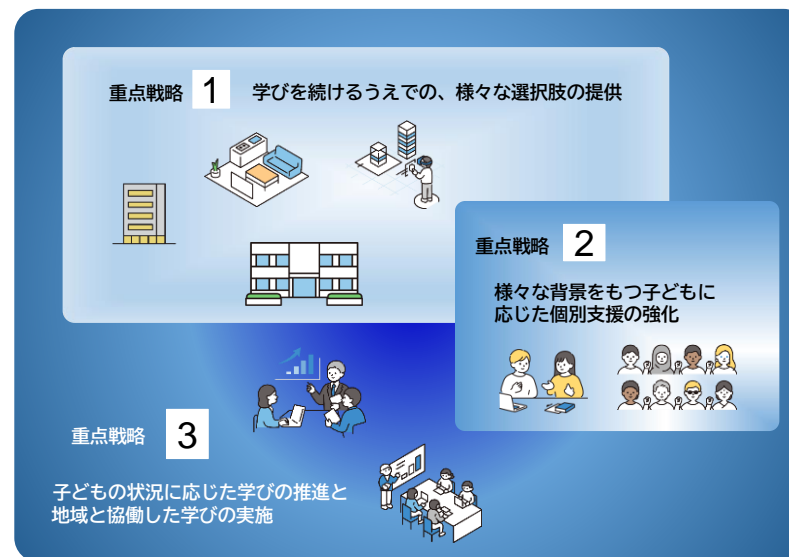 重点戦略 1 学びを続けるうえでの、様々な選択肢の提供
重点戦略 2
様々な背景をもつ子どもに
応じた個別支援の強化
重点戦略 3
子どもの状況に応じた学びの推進と
地域と協働した学びの実施